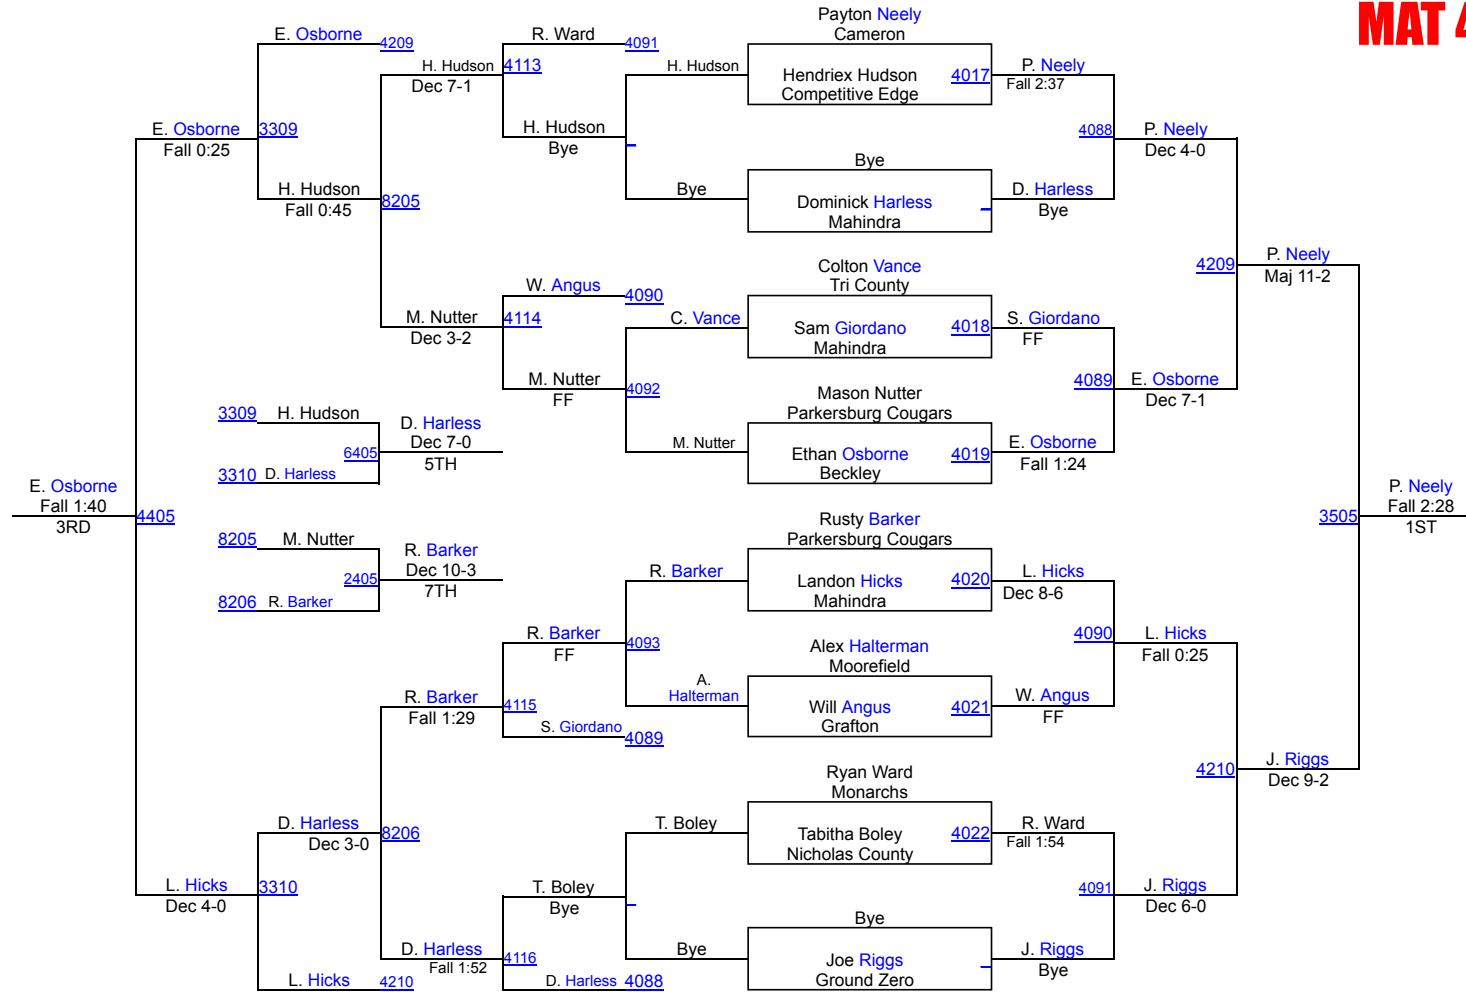 MAT 4
Payton Neely
Cameron
Hendriex Hudson
Competitive Edge
4017
Bye
Dominick Harless
Mahindra
Colton Vance
Tri County
Sam Giordano
Mahindra
4018
Mason Nutter
Parkersburg Cougars
Ethan Osborne
Beckley
4019
Rusty Barker
Parkersburg Cougars
Landon Hicks
Mahindra
4020
Alex Halterman
Moorefield
Will Angus
Grafton
4021
Ryan Ward
Monarchs
Tabitha Boley
Nicholas County
4022
Bye
Joe Riggs
Ground Zero
P. Neely
Fall 2:37
D. Harless
Bye
S. Giordano
FF
E. Osborne
Fall 1:24
L. Hicks
Dec 8-6
W. Angus
FF
R. Ward
Fall 1:54
J. Riggs
Bye
4088
P. Neely
Dec 4-0
4089
E. Osborne
Dec 7-1
4090
L. Hicks
Fall 0:25
4091
J. Riggs
Dec 6-0
4209
P. Neely
Maj 11-2
4210
J. Riggs
Dec 9-2
3505
P. Neely
Fall 2:28
1ST
H. Hudson
Bye
C. Vance
M. Nutter
R. Barker
A.
Halterman
T. Boley
Bye
R. Ward
4091
H. Hudson
Bye
W. Angus
4090
M. Nutter
FF
4092
R. Barker
FF
4093
S. Giordano
4089
T. Boley
Bye
D. Harless
4088
H. Hudson
Dec 7-1
4113
M. Nutter
Dec 3-2
4114
R. Barker
Fall 1:29
4115
D. Harless
Fall 1:52
4116
E. Osborne
4209
H. Hudson
Fall 0:45
8205
D. Harless
Dec 3-0
8206
L. Hicks
4210
E. Osborne
Fall 0:25
3309
L. Hicks
Dec 4-0
3310
E. Osborne
Fall 1:40
3RD
4405
3309
H. Hudson
3310
D. Harless
6405
D. Harless
Dec 7-0
5TH
8205
M. Nutter
8206
R. Barker
2405
R. Barker
Dec 10-3
7TH